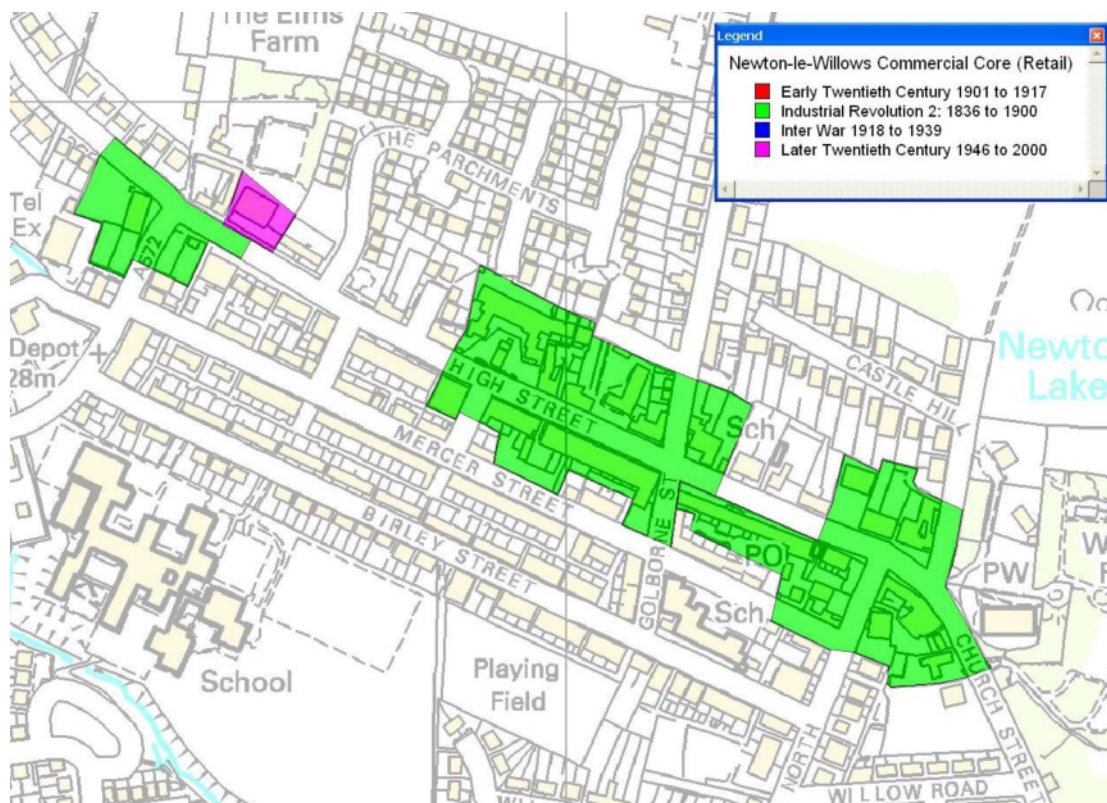 The Elms
Farm
Legend
Newton-le-Willows Commercial Core (Retail)
Early Twentieth Century 1901 to 1917
Industrial Revolution 2: 1836 to 1900
Inter War 1918 to 1939
Later Twentieth Century 1946 to 2000
THE PARCHMENTS
Tel
Ex
Depot
28m
HIGH STREET
MERCER STREET
BIRLEY STREET
GOLBORNE ST
CASTLE HILL
Newto
Lake
Sch
PO
Sch
PW
CHURCH STREET
School
Playing
Field
NORTH
WILLOW ROAD